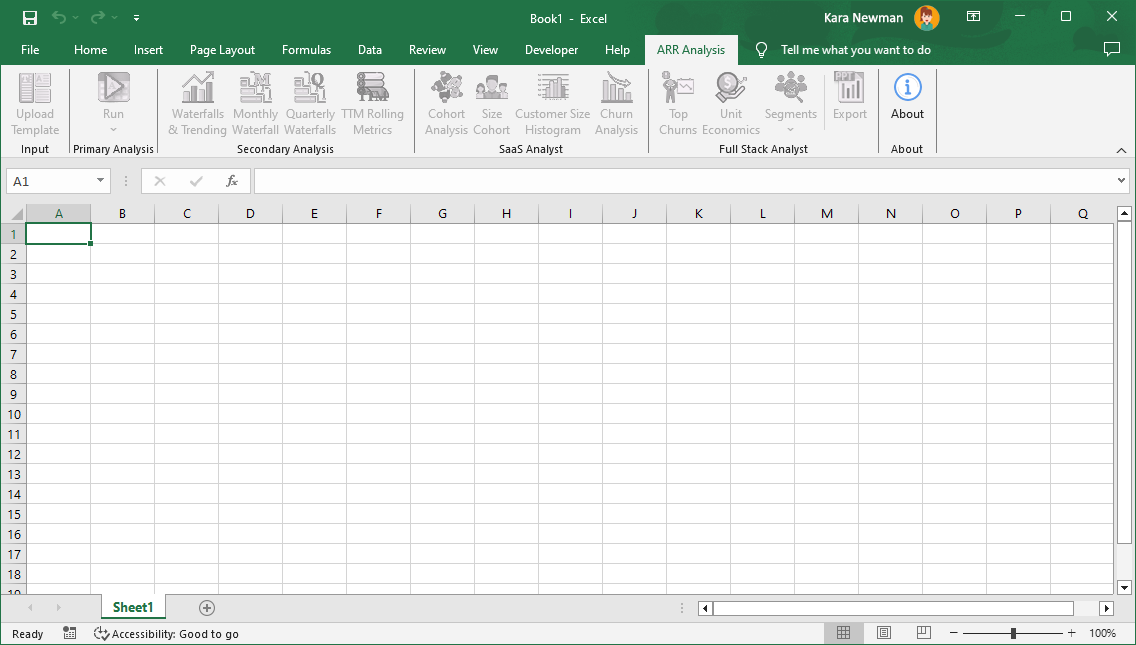 Book1 - Excel
Kara Newman
File Home Insert Page Layout Formulas Data Review View Developer Help ARR Analysis Tell me what you want to do
Upload Template
Run
Waterfalls & Trending
Monthly Waterfall
Quarterly Waterfalls
TTM Rolling Metrics
Cohort Analysis
Size Cohort
Customer Size Histogram
Churn Analysis
Top Churns
Unit Economics
Segments
PPT
Export
About
Input Primary Analysis Secondary Analysis SaaS Analyst Full Stack Analyst About
A1 fx
A B C D E F G H I J K L M N O P Q
1
2
3
4
5
6
7
8
9
10
11
12
13
14
15
16
17
18
19
Sheet1
Ready Accessibility: Good to go 100%